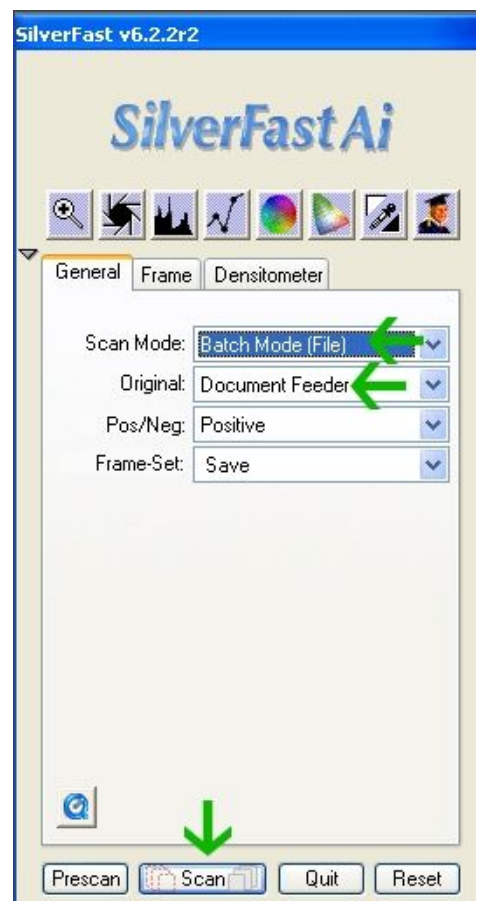 SilverFast v6.2.2r2
SilverFast Ai
General Frame Densitometer
Scan Mode: Batch Mode (File)
Original: Document Feeder
Pos/Neg: Positive
Frame-Set: Save
Prescan Scan Quit Reset